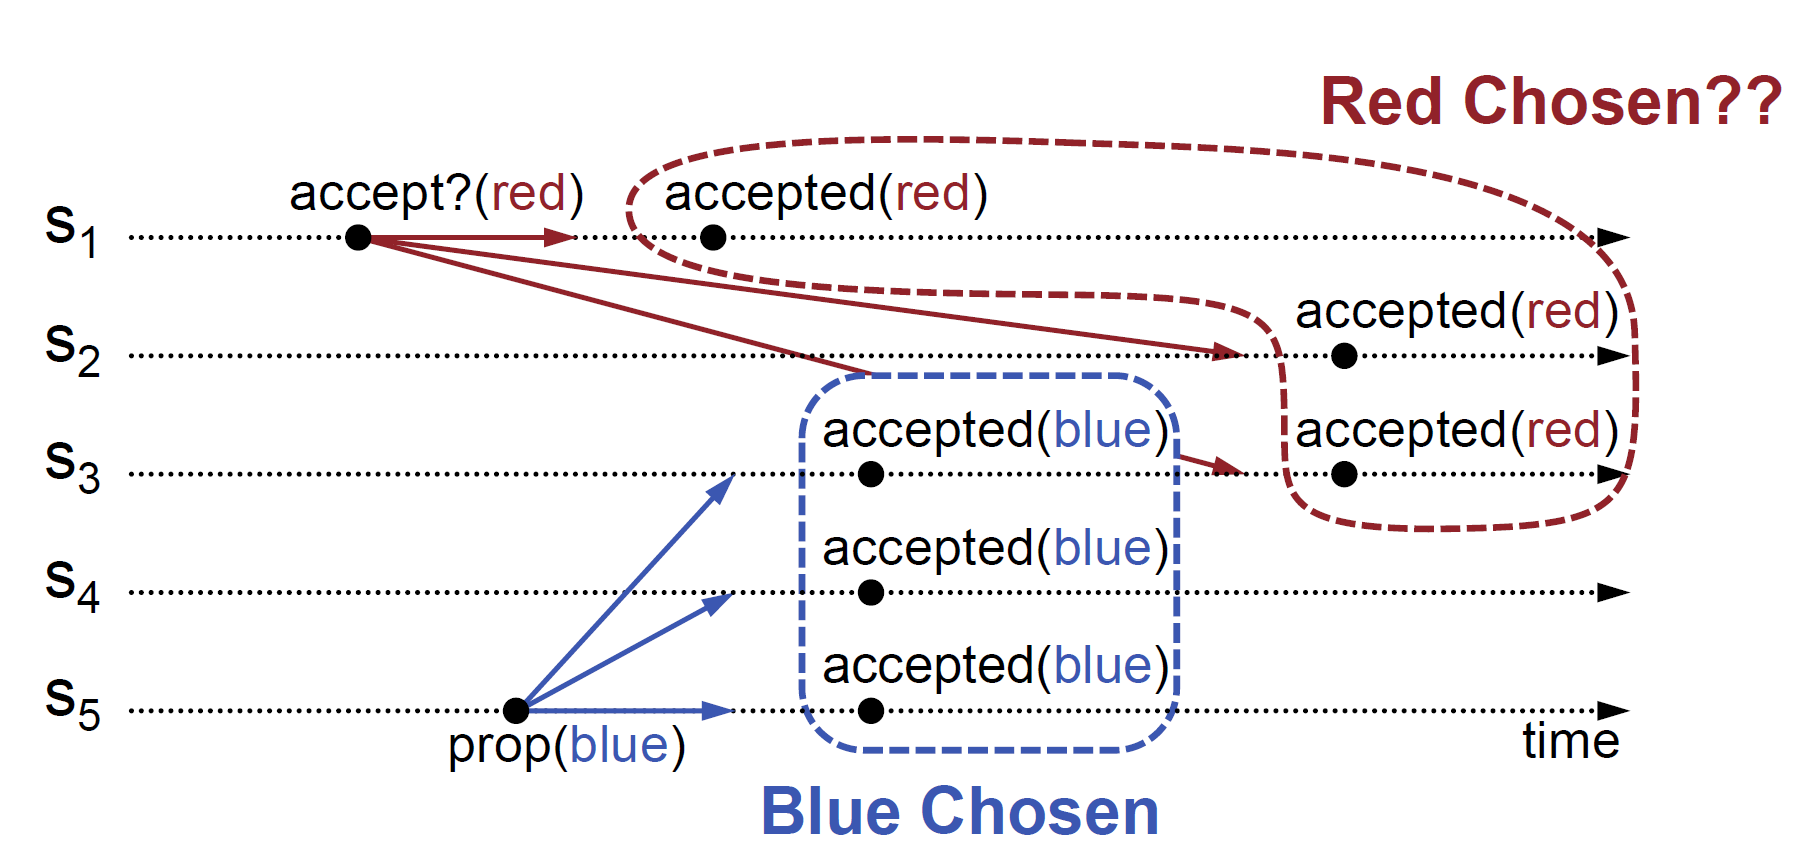 Red Chosen??
accept?(red)
accepted(red)
S1
accepted(red)
S2
accepted(blue)
accepted(red)
S3
accepted(blue)
S4
accepted(blue)
S5
prop(blue)
time
Blue Chosen